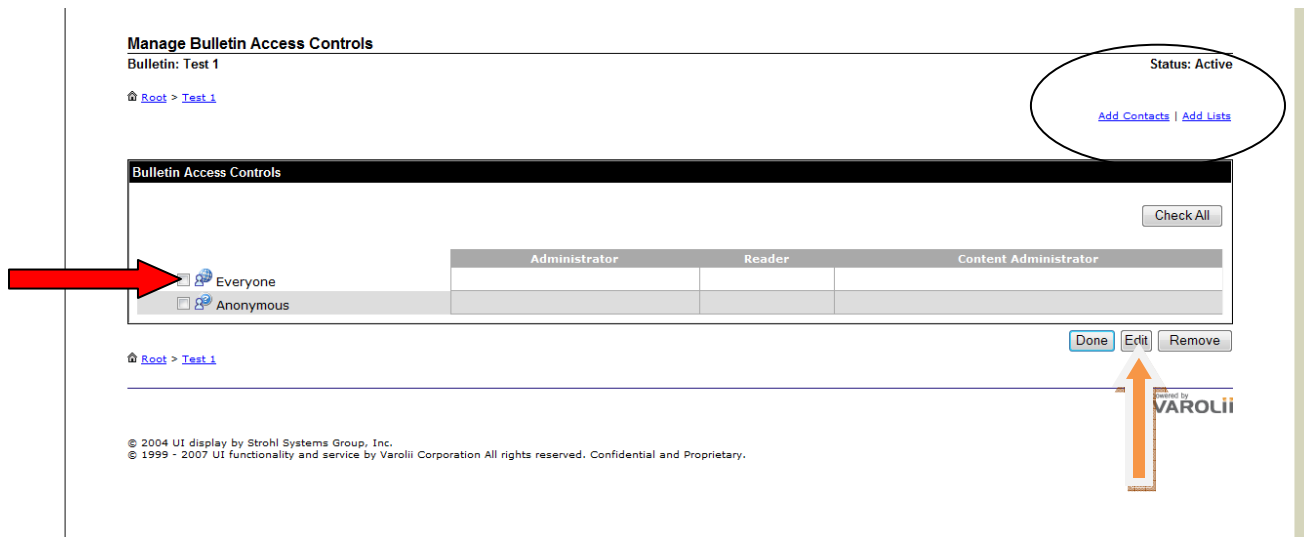 Manage Bulletin Access Controls
Bulletin: Test 1 Status: Active
Root > Test 1
Add Contacts | Add Lists
Bulletin Access Controls
Check All
Administrator Reader Content Administrator
Everyone
Anonymous
Done Edit Remove
Root > Test 1
powered by
VAROLii
© 2004 UI display by Strohl Systems Group, Inc.
© 1999 - 2007 UI functionality and service by Varolii Corporation All rights reserved. Confidential and Proprietary.